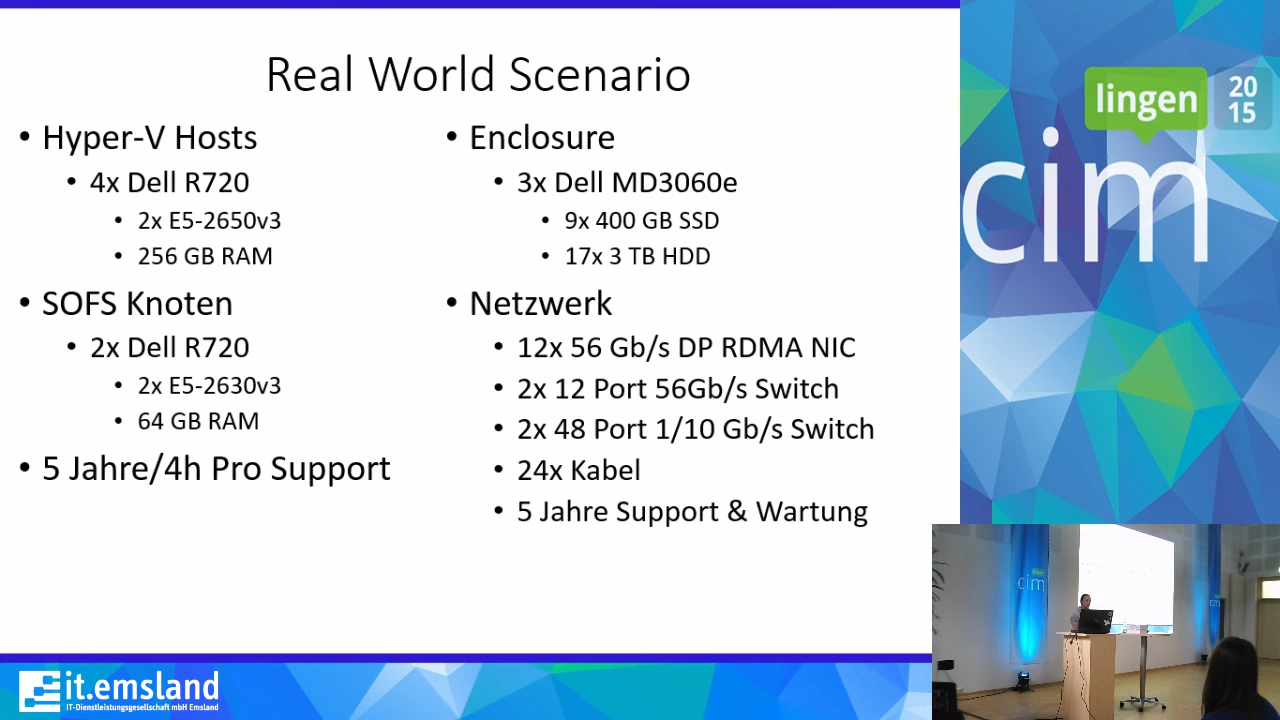 Real World Scenario
• Hyper-V Hosts
• 4x Dell R720
• 2x E5-2650v3
• 256 GB RAM
• SOFS Knoten
• 2x Dell R720
• 2x E5-2630v3
• 64 GB RAM
• 5 Jahre/4h Pro Support
• Enclosure
• 3x Dell MD3060e
• 9x 400 GB SSD
• 17x 3 TB HDD
• Netzwerk
• 12x 56 Gb/s DP RDMA NIC
• 2x 12 Port 56Gb/s Switch
• 2x 48 Port 1/10 Gb/s Switch
• 24x Kabel
• 5 Jahre Support & Wartung
it.emsland
IT-Dienstleistungsgesellschaft mbH Emsland
lingen
20
15
cim
cim
cim